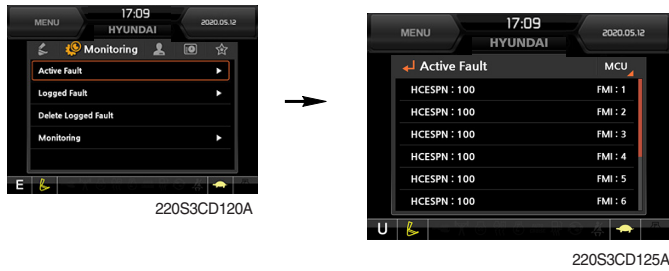 MENU
17:09
HYUNDAI
2020.05.12
Monitoring
Active Fault
Logged Fault
Delete Logged Fault
Monitoring
E
220S3CD120A
MENU
17:09
HYUNDAI
2020.05.12
Active Fault MCU
HCESPN : 100 FMI : 1
HCESPN : 100 FMI : 2
HCESPN : 100 FMI : 3
HCESPN : 100 FMI : 4
HCESPN : 100 FMI : 5
HCESPN : 100 FMI : 6
U
220S3CD125A